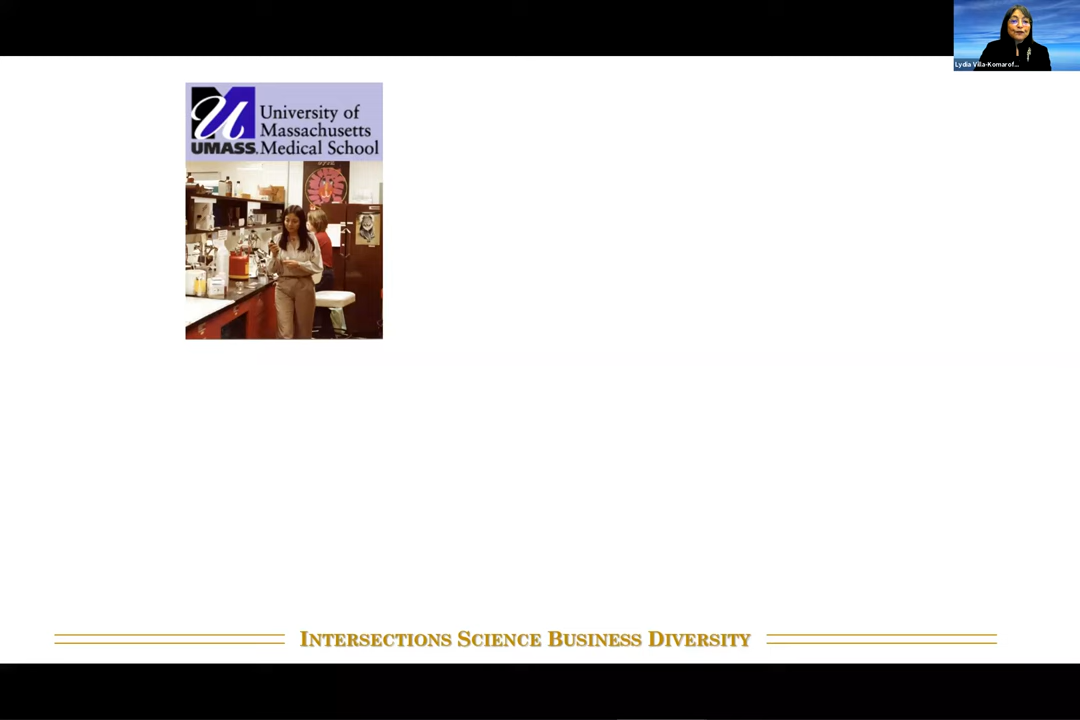 Lydia Villa-Komarof...
UMASS.
University of
Massachusetts
Medical School
INTERSECTIONS SCIENCE BUSINESS DIVERSITY